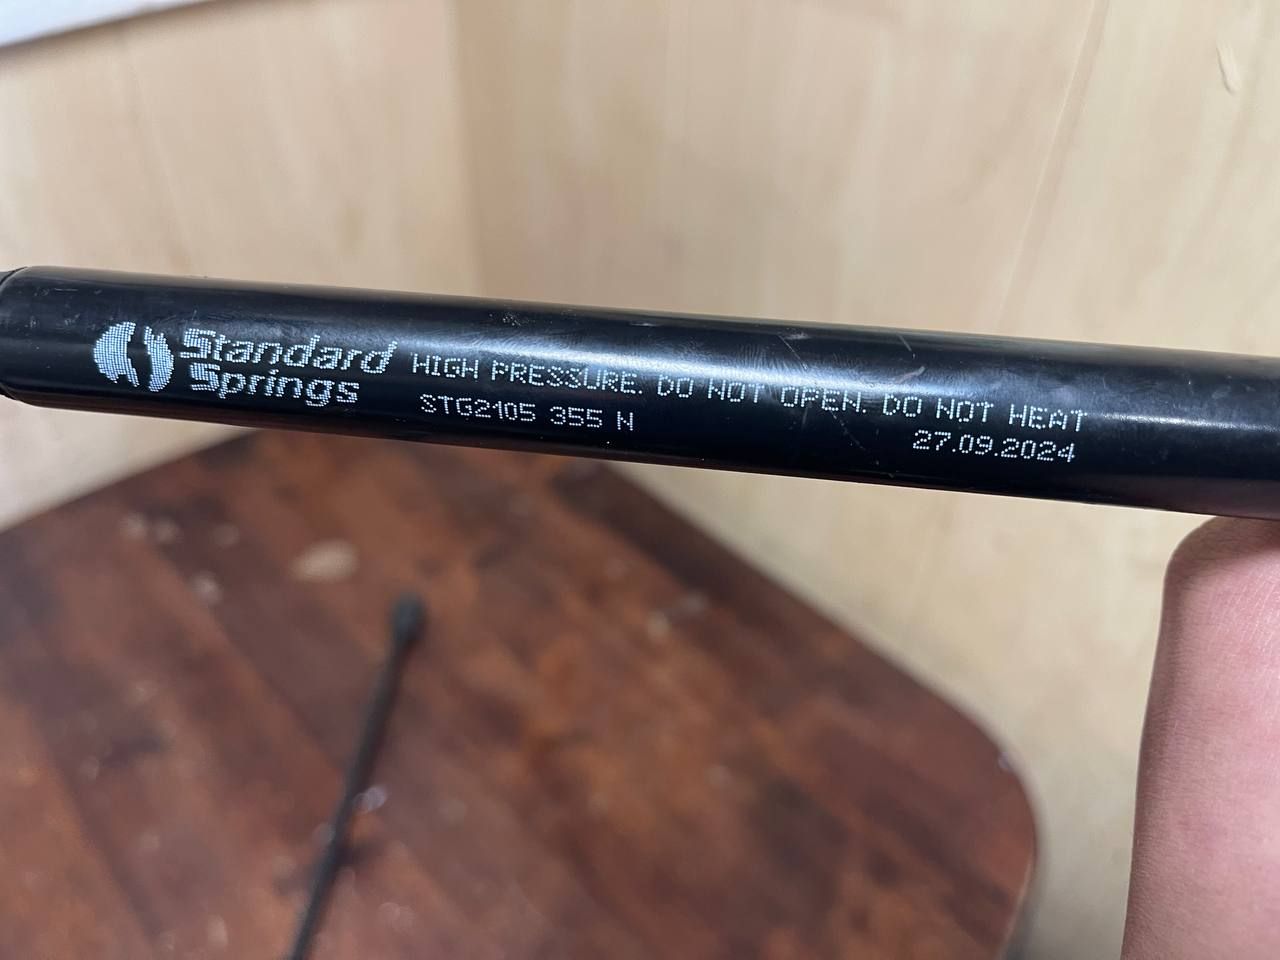 Standard
Springs
HIGH PRESSURE. DO NOT OPEN. DO NOT HEAT
STG2105 355 N
27.09.2024